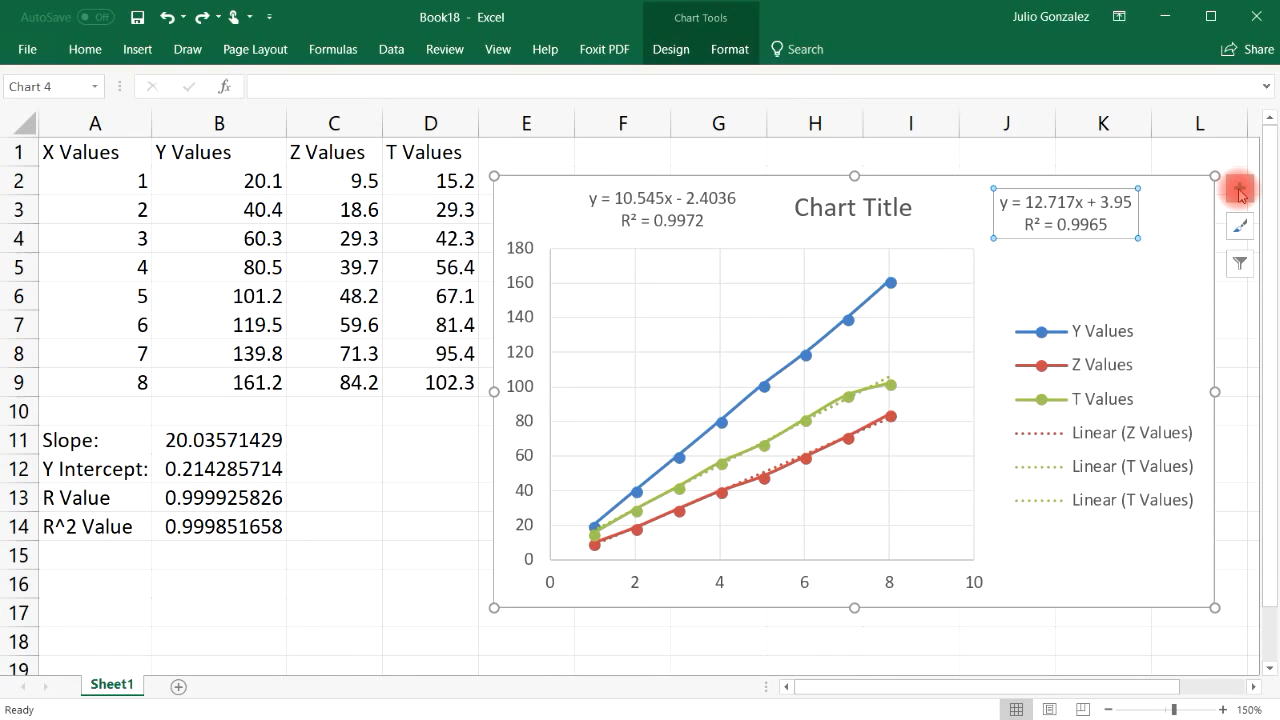 AutoSave Off
Book18 - Excel
Chart Tools
Julio Gonzalez
File Home Insert Draw Page Layout Formulas Data Review View Help Foxit PDF Design Format Search Share
Chart 4
fx
A B C D E F G H I J K L
1 X Values Y Values Z Values T Values
2 1 20.1 9.5 15.2
3 2 40.4 18.6 29.3
4 3 60.3 29.3 42.3
5 4 80.5 39.7 56.4
6 5 101.2 48.2 67.1
7 6 119.5 59.6 81.4
8 7 139.8 71.3 95.4
9 8 161.2 84.2 102.3
10
11 Slope: 20.03571429
12 Y Intercept: 0.214285714
13 R Value 0.999925826
14 R^2 Value 0.999851658
15
16
17
18
19
y = 10.545x - 2.4036
R² = 0.9972
Chart Title
y = 12.717x + 3.95
R² = 0.9965
180
160
140
120
100
80
60
40
20
0
0 2 4 6 8 10
Y Values
Z Values
T Values
Linear (Z Values)
Linear (T Values)
Linear (T Values)
Sheet1
Ready
150%